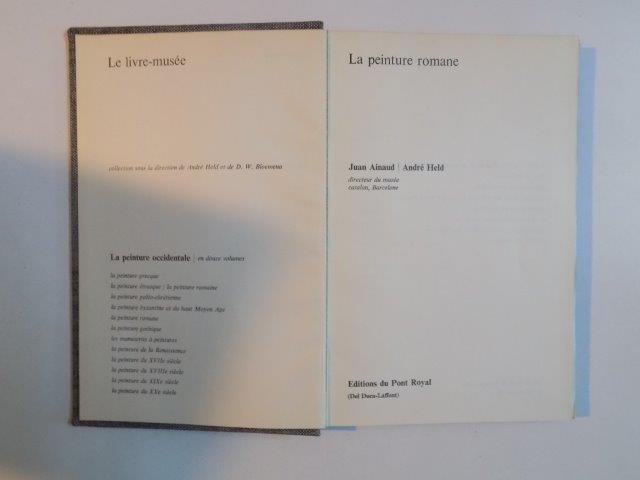 Le livre-musée
collection sous la direction de André Held et de D. W. Bloemena
La peinture occidentale | en douze volumes
la peinture grecque
la peinture étrusque | la peinture romaine
la peinture paléo-chrétienne
la peinture byzantine et du haut Moyen Age
la peinture romane
la peinture gothique
les manuscrits à peintures
la peinture de la Renaissance
la peinture du XVIIe siècle
la peinture du XVIIIe siècle
la peinture du XIXe siècle
la peinture du XXe siècle
La peinture romane
Juan Ainaud | André Held
directeur du musée
catalan, Barcelone
Editions du Pont Royal
(Del Duca-Laffont)